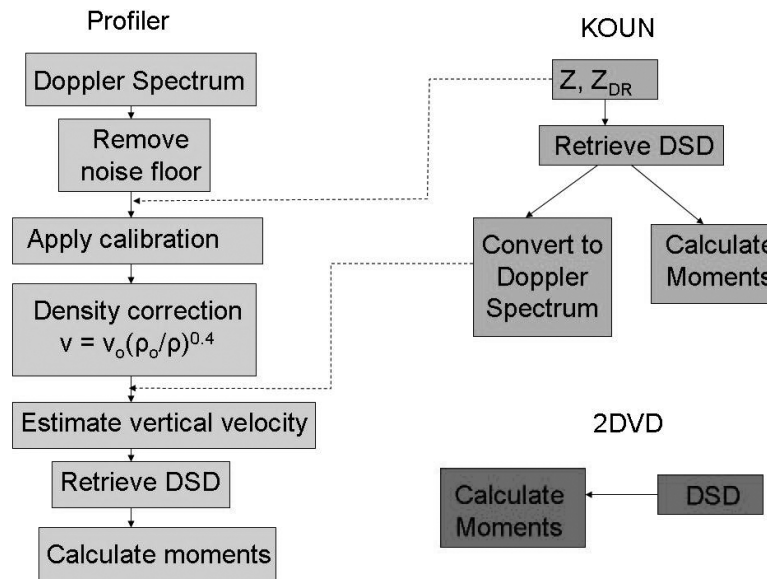 Profiler
Doppler Spectrum
Remove
noise floor
Apply calibration
Density correction
v = vₒ(ρₒ/ρ)⁰·⁴
Estimate vertical velocity
Retrieve DSD
Calculate moments
KOUN
Z, Z_DR
Retrieve DSD
Convert to
Doppler
Spectrum
Calculate
Moments
2DVD
Calculate
Moments
DSD